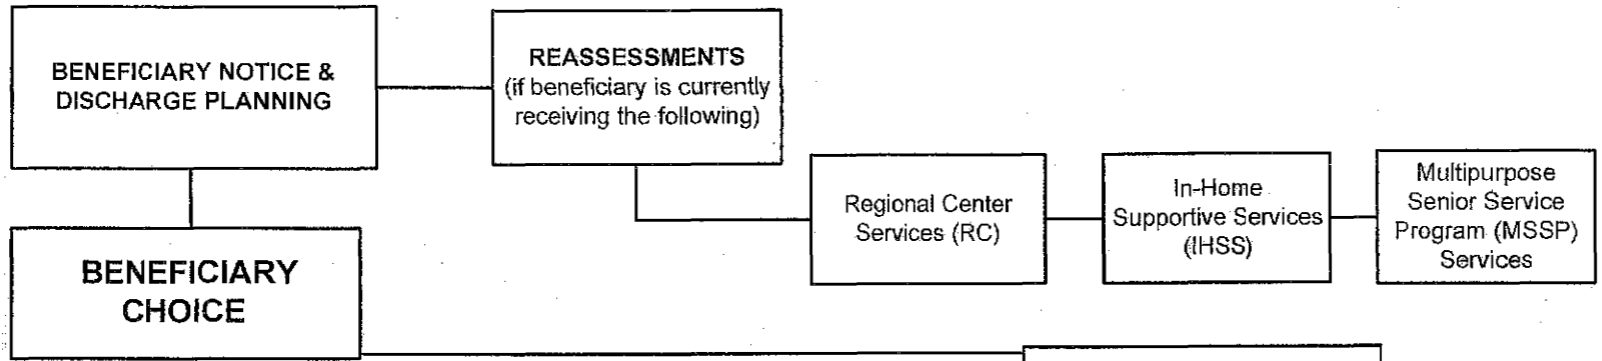 BENEFICIARY NOTICE &
DISCHARGE PLANNING
REASSESSMENTS
(if beneficiary is currently
receiving the following)
Regional Center
Services (RC)
In-Home
Supportive Services
(IHSS)
Multipurpose
Senior Service
Program (MSSP)
Services
BENEFICIARY
CHOICE